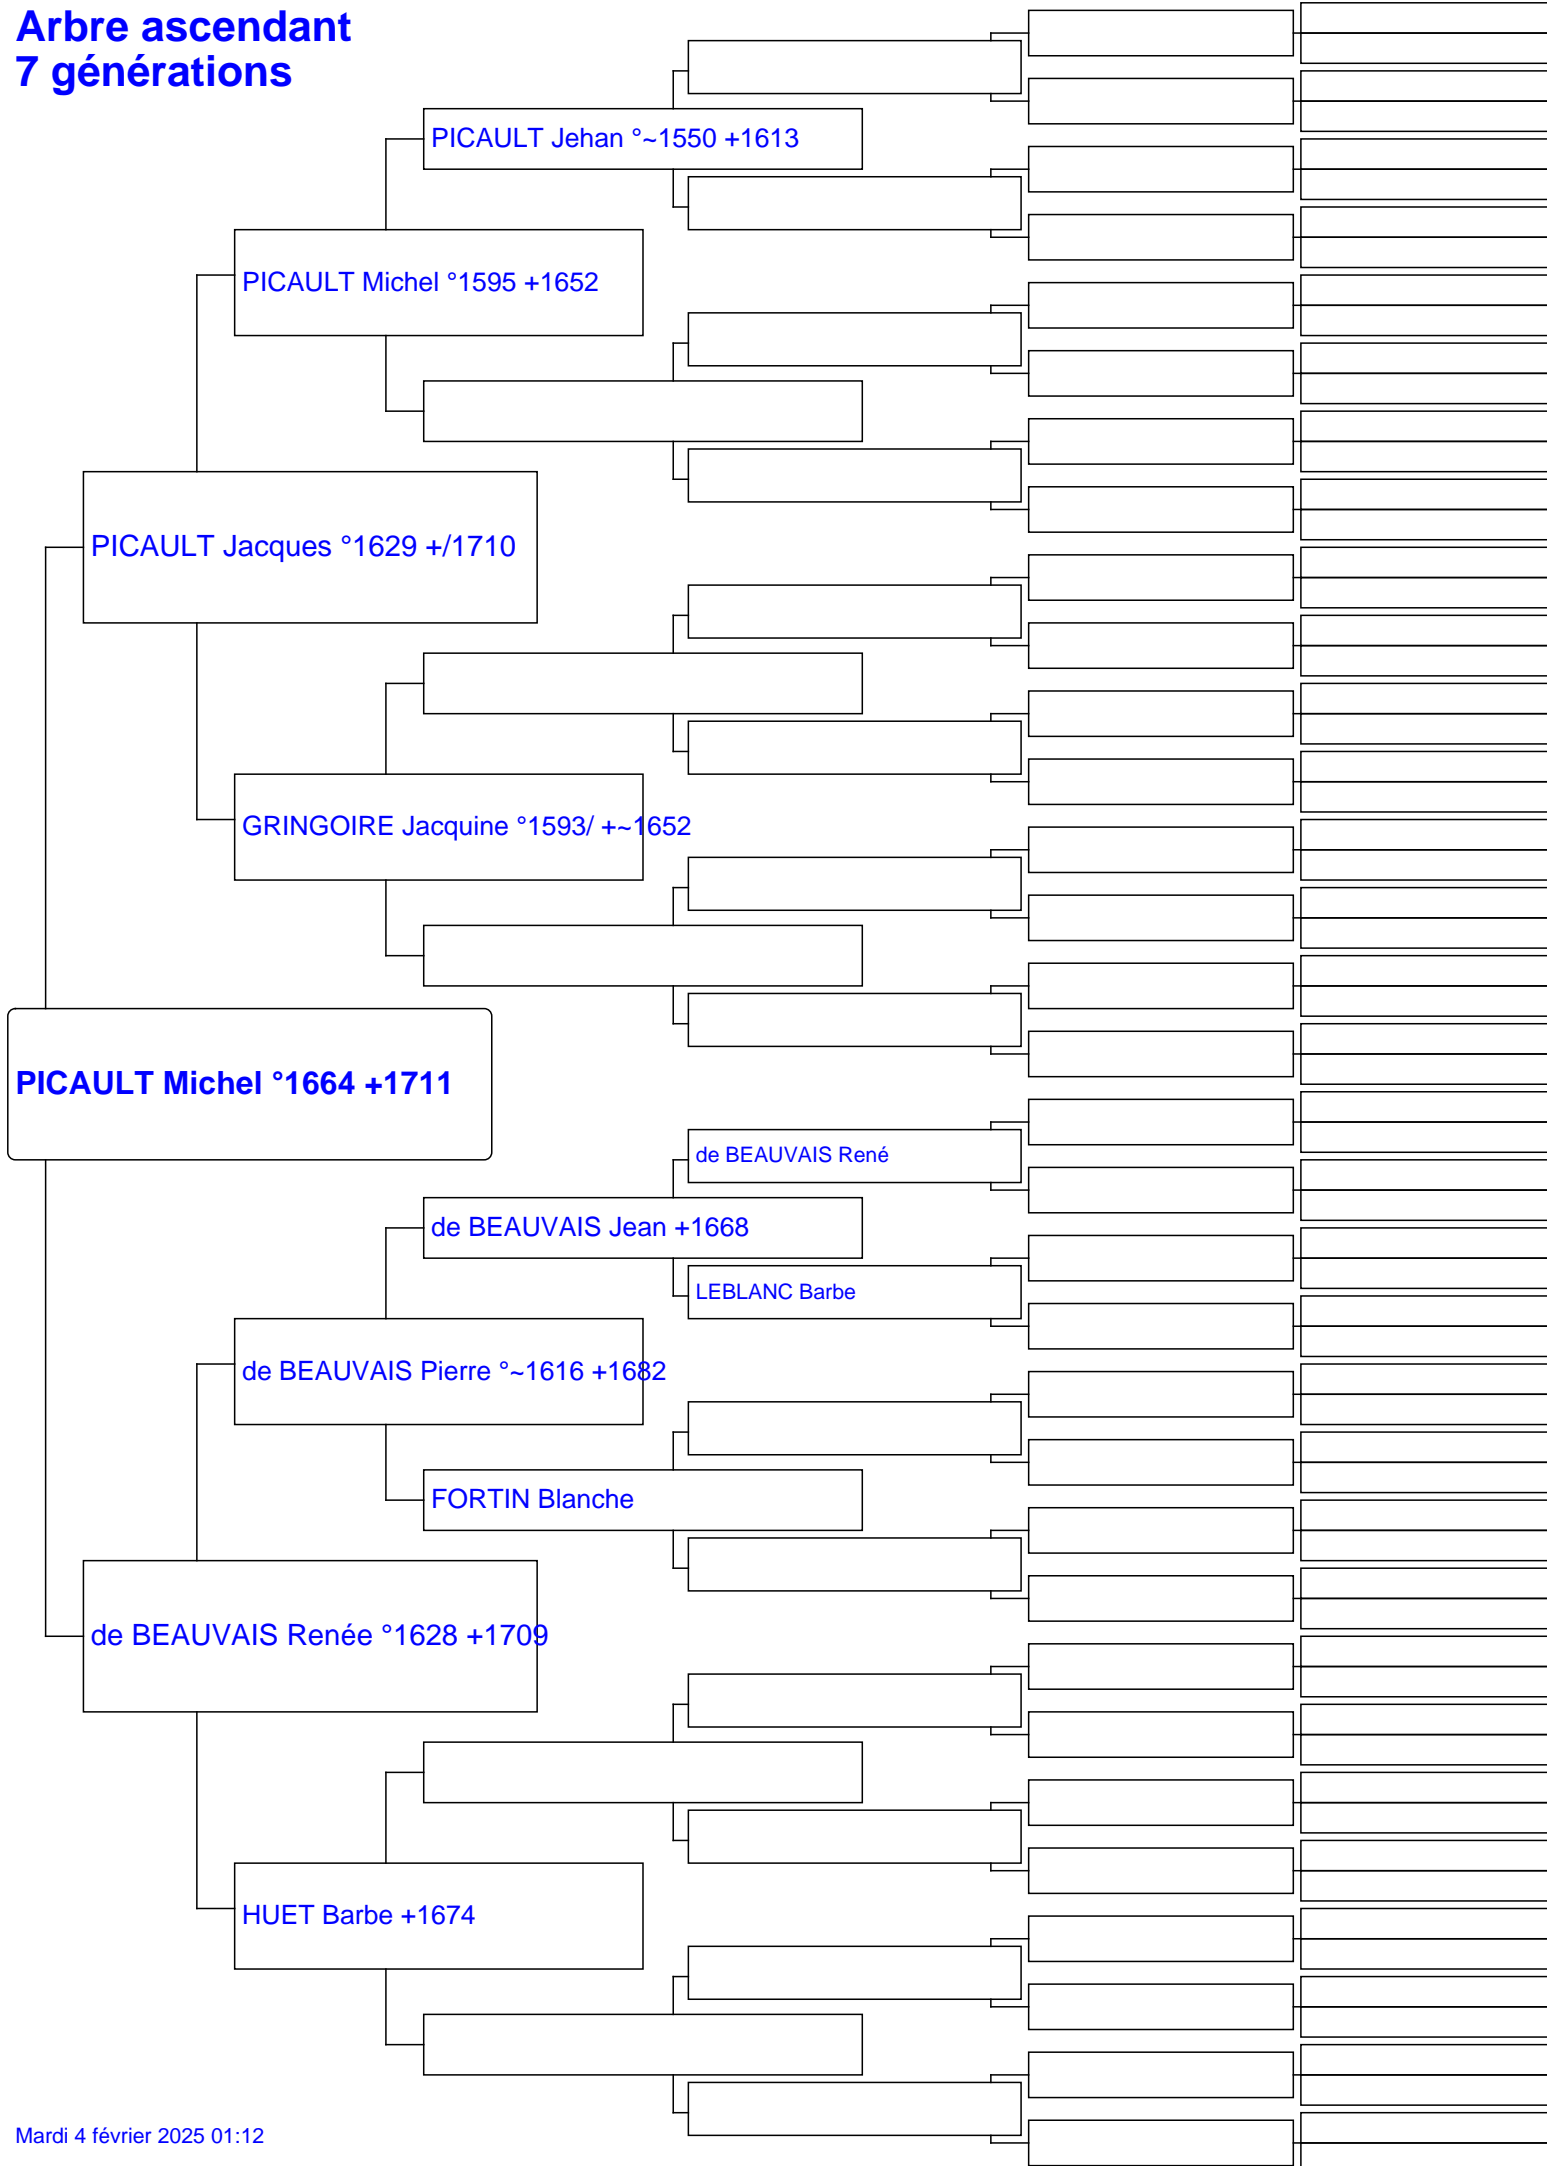 Arbre ascendant
7 générations
PICAULT Jehan °~1550 +1613
PICAULT Michel °1595 +1652
PICAULT Jacques °1629 +/1710
GRINGOIRE Jacquine °1593/ +~1652
PICAULT Michel °1664 +1711
de BEAUVAIS René
de BEAUVAIS Jean +1668
LEBLANC Barbe
de BEAUVAIS Pierre °~1616 +1682
FORTIN Blanche
de BEAUVAIS Renée °1628 +1709
HUET Barbe +1674
Mardi 4 février 2025 01:12